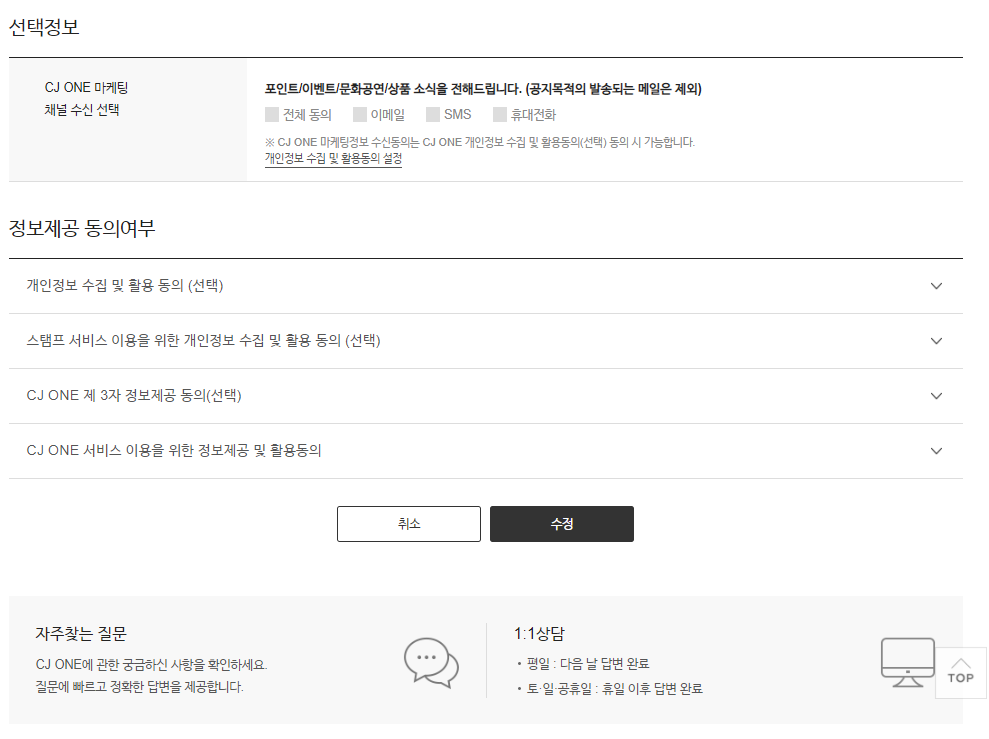 선택정보
CJ ONE 마케팅
채널 수신 선택
포인트/이벤트/문화공연/상품 소식을 전해드립니다. (공지목적의 발송되는 메일은 제외)
전체 동의 이메일 SMS 휴대전화
※ CJ ONE 마케팅정보 수신동의는 CJ ONE 개인정보 수집 및 활용동의(선택) 동의 시 가능합니다.
개인정보 수집 및 활용동의 설정
정보제공 동의여부
개인정보 수집 및 활용 동의 (선택)
스탬프 서비스 이용을 위한 개인정보 수집 및 활용 동의 (선택)
CJ ONE 제 3자 정보제공 동의(선택)
CJ ONE 서비스 이용을 위한 정보제공 및 활용동의
취소 수정
자주찾는 질문
CJ ONE에 관한 궁금하신 사항을 확인하세요.
질문에 빠르고 정확한 답변을 제공합니다.
1:1상담
• 평일 : 다음 날 답변 완료
• 토·일·공휴일 : 휴일 이후 답변 완료
TOP